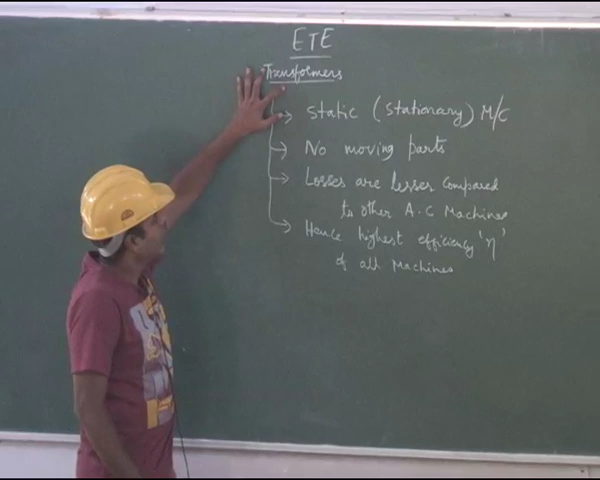 ETE
Transformers
Static (Stationary) M/C
No moving parts
Losses are lesser compared
to other A.C Machines
Hence highest efficiency 'η'
of all Machines